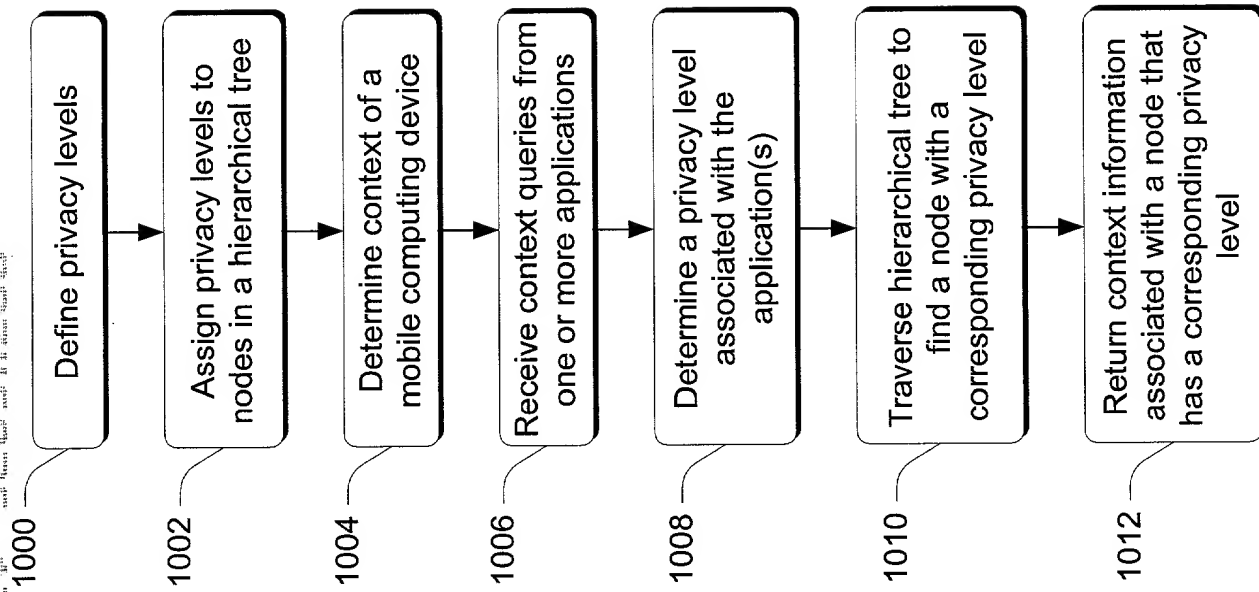 1000
Define privacy levels
1002
Assign privacy levels to
nodes in a hierarchical tree
1004
Determine context of a
mobile computing device
1006
Receive context queries from
one or more applications
1008
Determine a privacy level
associated with the
application(s)
1010
Traverse hierarchical tree to
find a node with a
corresponding privacy level
1012
Return context information
associated with a node that
has a corresponding privacy
level